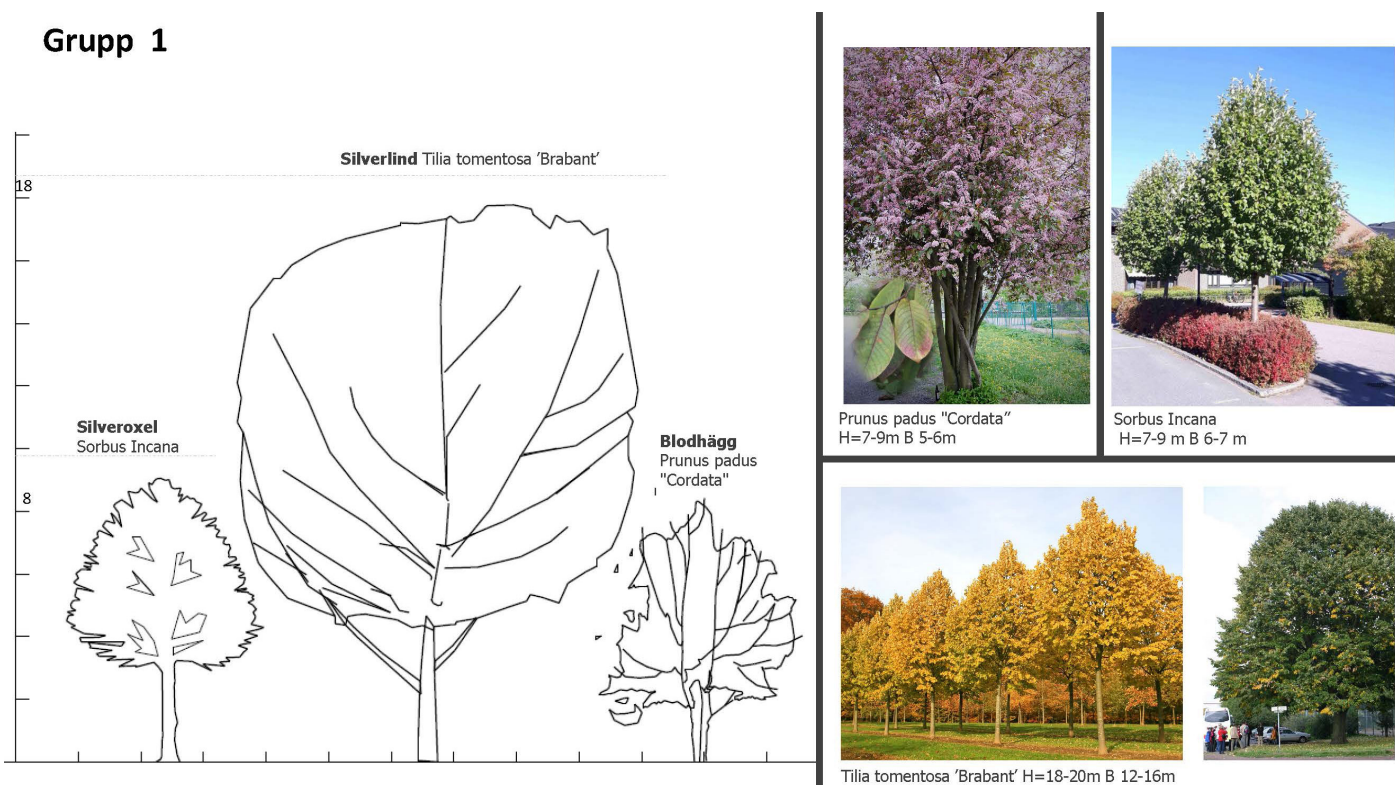 Grupp 1
Silverlind Tilia tomentosa ’Brabant’
18
Silveroxel
Sorbus Incana
8
Blodhägg
Prunus padus
"Cordata"
Prunus padus "Cordata”
H=7-9m B 5-6m
Sorbus Incana
H=7-9 m B 6-7 m
Tilia tomentosa ’Brabant’ H=18-20m B 12-16m